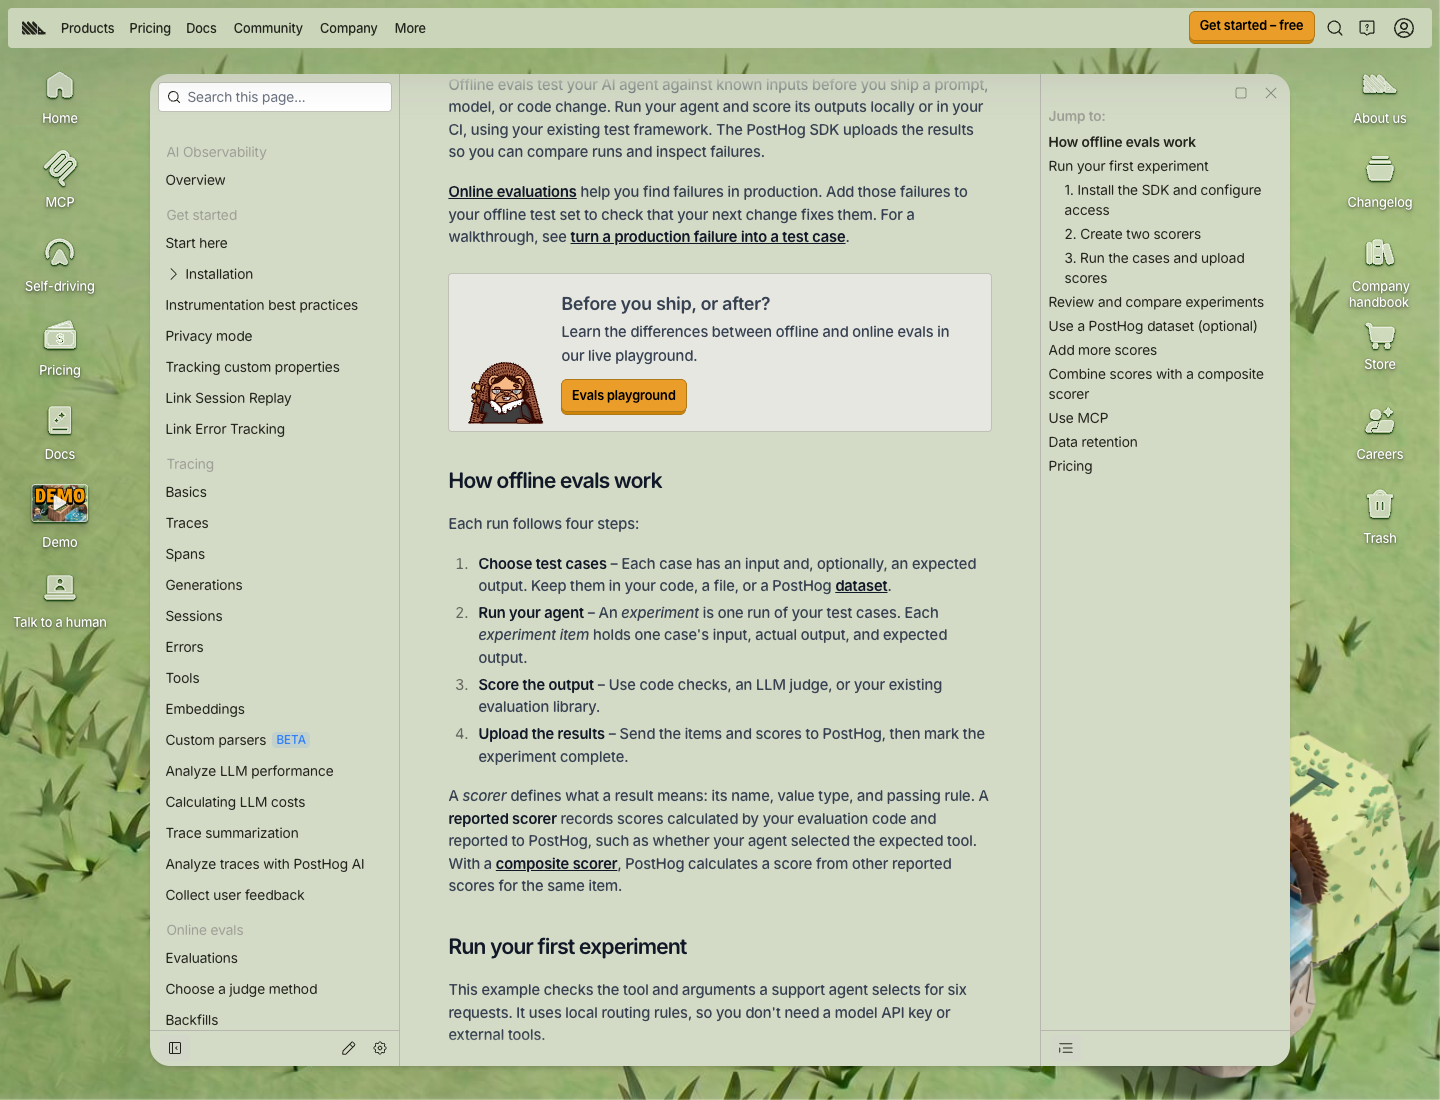 Products Pricing Docs Community Company More
Get started – free
Home
MCP
Self-driving
Pricing
Docs
DEMO
Demo
Talk to a human
Search this page...
AI Observability
Overview
Get started
Start here
Installation
Instrumentation best practices
Privacy mode
Tracking custom properties
Link Session Replay
Link Error Tracking
Tracing
Basics
Traces
Spans
Generations
Sessions
Errors
Tools
Embeddings
Custom parsers BETA
Analyze LLM performance
Calculating LLM costs
Trace summarization
Analyze traces with PostHog AI
Collect user feedback
Online evals
Evaluations
Choose a judge method
Backfills
Offline evals test your AI agent against known inputs before you ship a prompt,
model, or code change. Run your agent and score its outputs locally or in your
CI, using your existing test framework. The PostHog SDK uploads the results
so you can compare runs and inspect failures.
Online evaluations help you find failures in production. Add those failures to
your offline test set to check that your next change fixes them. For a
walkthrough, see turn a production failure into a test case.
Before you ship, or after?
Learn the differences between offline and online evals in
our live playground.
Evals playground
How offline evals work
Each run follows four steps:
1. Choose test cases – Each case has an input and, optionally, an expected
output. Keep them in your code, a file, or a PostHog dataset.
2. Run your agent – An experiment is one run of your test cases. Each
experiment item holds one case's input, actual output, and expected
output.
3. Score the output – Use code checks, an LLM judge, or your existing
evaluation library.
4. Upload the results – Send the items and scores to PostHog, then mark the
experiment complete.
A scorer defines what a result means: its name, value type, and passing rule. A
reported scorer records scores calculated by your evaluation code and
reported to PostHog, such as whether your agent selected the expected tool.
With a composite scorer, PostHog calculates a score from other reported
scores for the same item.
Run your first experiment
This example checks the tool and arguments a support agent selects for six
requests. It uses local routing rules, so you don't need a model API key or
external tools.
Jump to:
How offline evals work
Run your first experiment
1. Install the SDK and configure
access
2. Create two scorers
3. Run the cases and upload
scores
Review and compare experiments
Use a PostHog dataset (optional)
Add more scores
Combine scores with a composite
scorer
Use MCP
Data retention
Pricing
About us
Changelog
Company
handbook
Store
Careers
Trash